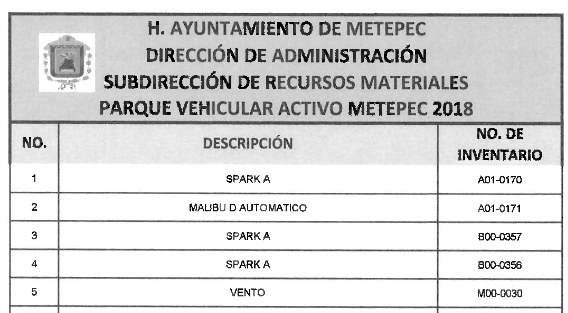 H. AYUNTAMIENTO DE METEPEC
DIRECCIÓN DE ADMINISTRACIÓN
SUBDIRECCIÓN DE RECURSOS MATERIALES
PARQUE VEHICULAR ACTIVO METEPEC 2018
NO. DESCRIPCIÓN NO. DE INVENTARIO
1 SPARK A A01-0170
2 MALIBU D AUTOMATICO A01-0171
3 SPARK A B00-0357
4 SPARK A B00-0356
5 VENTO M00-0030